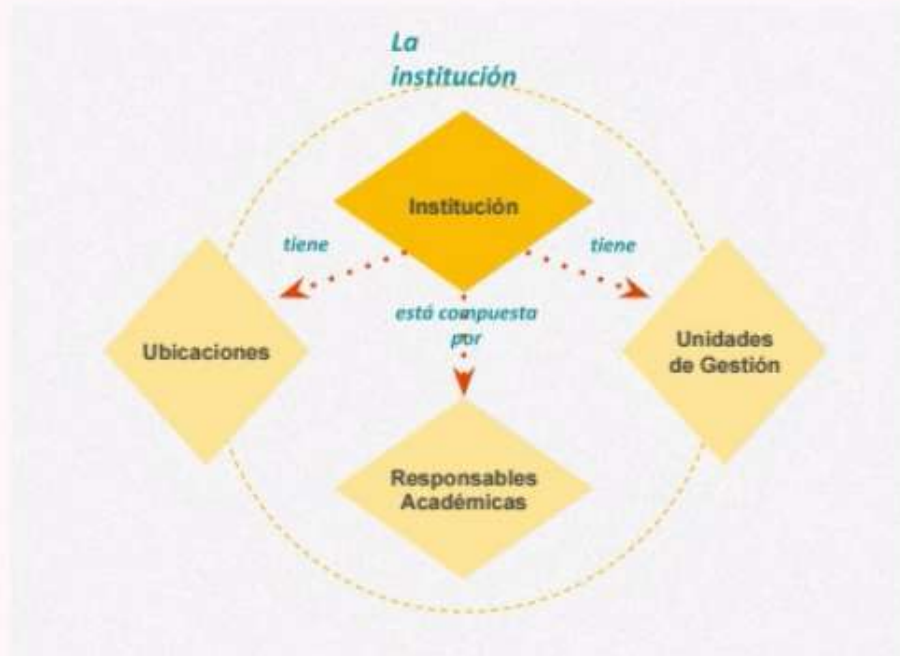 La
institución
Institución
tiene
tiene
está compuesta
por
Ubicaciones
Unidades
de Gestión
Responsables
Académicas